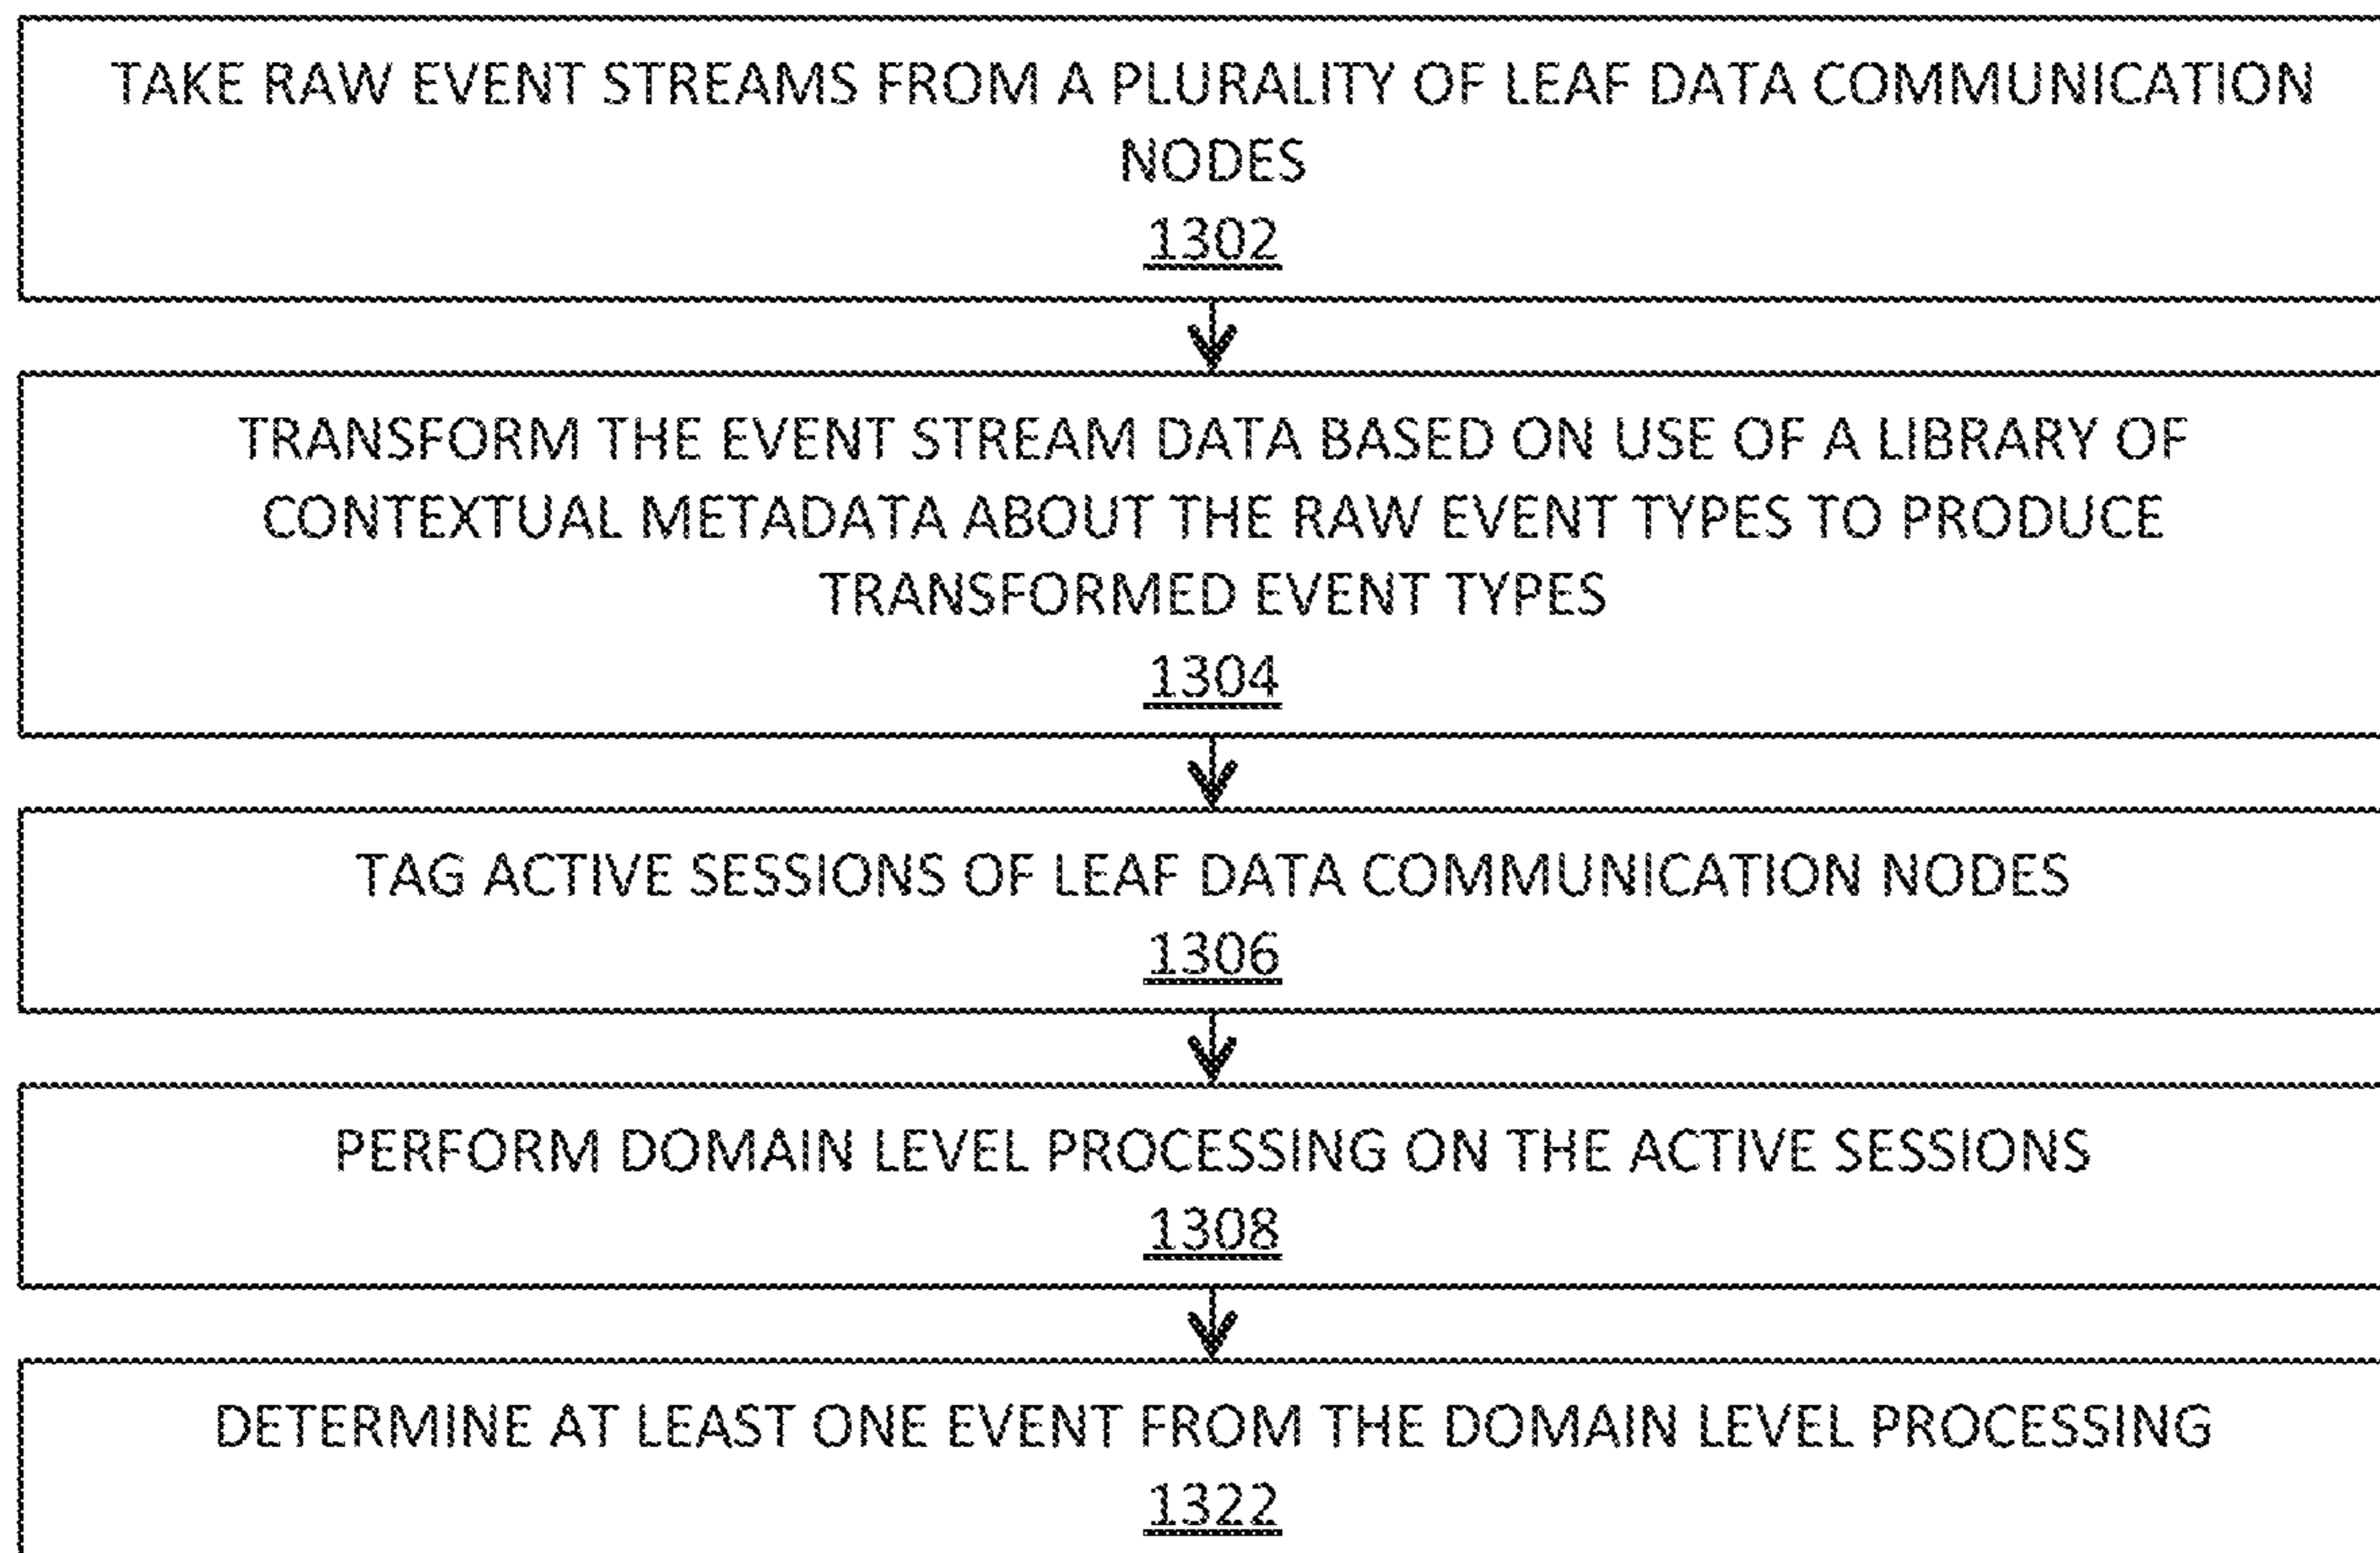 TAKE RAW EVENT STREAMS FROM A PLURALITY OF LEAF DATA COMMUNICATION
NODES
1302
TRANSFORM THE EVENT STREAM DATA BASED ON USE OF A LIBRARY OF
CONTEXTUAL METADATA ABOUT THE RAW EVENT TYPES TO PRODUCE
TRANSFORMED EVENT TYPES
1304
TAG ACTIVE SESSIONS OF LEAF DATA COMMUNICATION NODES
1306
PERFORM DOMAIN LEVEL PROCESSING ON THE ACTIVE SESSIONS
1308
DETERMINE AT LEAST ONE EVENT FROM THE DOMAIN LEVEL PROCESSING
1322